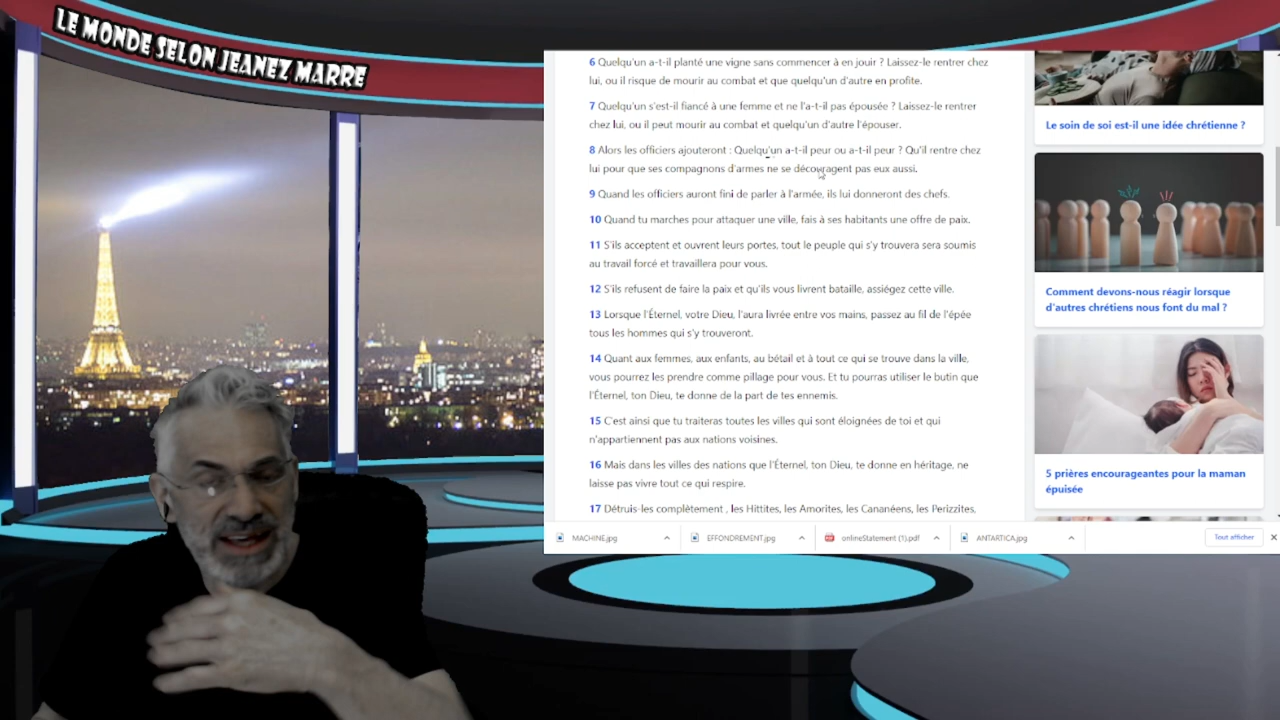 LE MONDE SELON JEANEZ MARRE
6 Quelqu'un a-t-il planté une vigne sans commencer à en jouir ? Laissez-le rentrer chez
lui, ou il risque de mourir au combat et que quelqu'un d'autre en profite.
7 Quelqu'un s'est-il fiancé à une femme et ne l'a-t-il pas épousée ? Laissez-le rentrer
chez lui, ou il peut mourir au combat et quelqu'un d'autre l'épouser.
8 Alors les officiers ajouteront : Quelqu'un a-t-il peur ou a-t-il peur ? Qu'il rentre chez
lui pour que ses compagnons d'armes ne se découragent pas eux aussi.
9 Quand les officiers auront fini de parler à l'armée, ils lui donneront des chefs.
10 Quand tu marches pour attaquer une ville, fais à ses habitants une offre de paix.
11 S'ils acceptent et ouvrent leurs portes, tout le peuple qui s'y trouvera sera soumis
au travail forcé et travaillera pour vous.
12 S'ils refusent de faire la paix et qu'ils vous livrent bataille, assiégez cette ville.
13 Lorsque l'Éternel, votre Dieu, l'aura livrée entre vos mains, passez au fil de l'épée
tous les hommes qui s'y trouveront.
14 Quant aux femmes, aux enfants, au bétail et à tout ce qui se trouve dans la ville,
vous pourrez les prendre comme pillage pour vous. Et tu pourras utiliser le butin que
l'Éternel, ton Dieu, te donne de la part de tes ennemis.
15 C'est ainsi que tu traiteras toutes les villes qui sont éloignées de toi et qui
n'appartiennent pas aux nations voisines.
16 Mais dans les villes des nations que l'Éternel, ton Dieu, te donne en héritage, ne
laisse pas vivre tout ce qui respire.
17 Détruis-les complètement , les Hittites, les Amorites, les Cananéens, les Perizzites,
Le soin de soi est-il une idée chrétienne ?
Comment devons-nous réagir lorsque
d'autres chrétiens nous font du mal ?
5 prières encourageantes pour la maman
épuisée
MACHINE.jpg
EFFONDREMENT.jpg
onlineStatement (1).pdf
ANTARTICA.jpg
Tout afficher